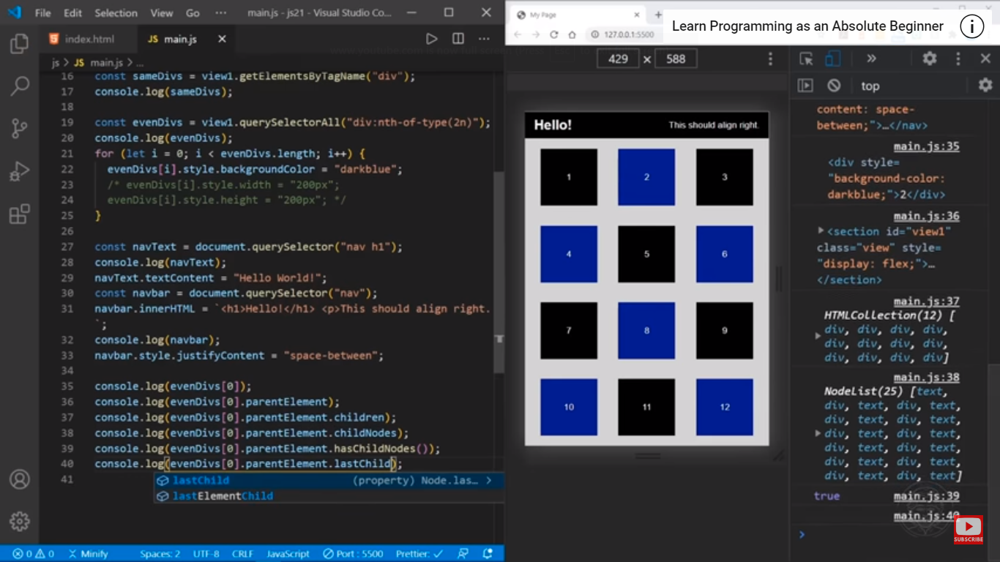 File Edit Selection View Go ··· main.js - js21 - Visual Studio Co...
index.html JS main.js
js > JS main.js > ...
16 const sameDivs = view1.getElementsByTagName("div");
17 console.log(sameDivs);
18
19 const evenDivs = view1.querySelectorAll("div:nth-of-type(2n)");
20 console.log(evenDivs);
21 for (let i = 0; i < evenDivs.length; i++) {
22 evenDivs[i].style.backgroundColor = "darkblue";
23 /* evenDivs[i].style.width = "200px";
24 evenDivs[i].style.height = "200px"; */
25 }
26
27 const navText = document.querySelector("nav h1");
28 console.log(navText);
29 navText.textContent = "Hello World!";
30 const navbar = document.querySelector("nav");
31 navbar.innerHTML = `<h1>Hello!</h1> <p>This should align right.
`;
32 console.log(navbar);
33 navbar.style.justifyContent = "space-between";
34
35 console.log(evenDivs[0]);
36 console.log(evenDivs[0].parentElement);
37 console.log(evenDivs[0].parentElement.children);
38 console.log(evenDivs[0].parentElement.childNodes);
39 console.log(evenDivs[0].parentElement.hasChildNodes());
40 console.log(evenDivs[0].parentElement.lastChild);
41
lastChild (property) Node.las... >
lastElementChild
0 0 Minify Spaces: 2 UTF-8 CRLF JavaScript Port : 5500 Prettier: ✓
My Page
127.0.0.1:5500
Learn Programming as an Absolute Beginner i
429 × 588
Hello! This should align right.
1 2 3
4 5 6
7 8 9
10 11 12
top
content: space-
between;">…</nav>
main.js:35
<div style=
"background-color:
darkblue;">2</div>
main.js:36
<section id="view1"
class="view" style=
"display: flex;">…
</section>
main.js:37
HTMLCollection(12) [
div, div, div, div,
div, div, div, div,
div, div, div, div]
main.js:38
NodeList(25) [text,
div, text, div, text,
div, text, div, text,
div, text, div, text,
div, text, div, text,
div, text, div, text,
div, text, div, text]
true main.js:39
main.js:40
SUBSCRIBE